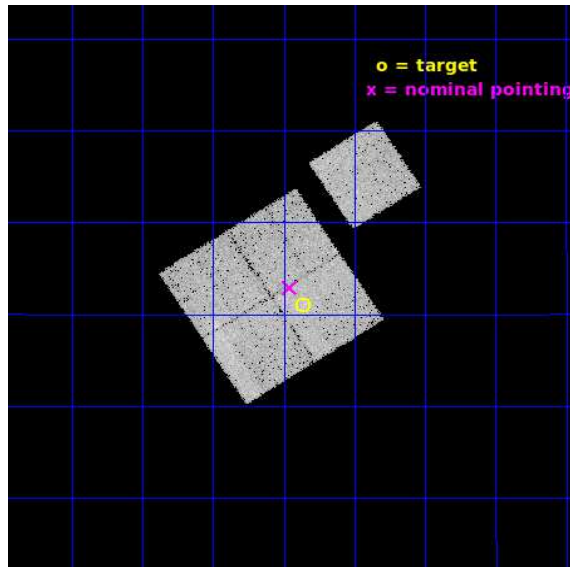 o = target
x = nominal pointing